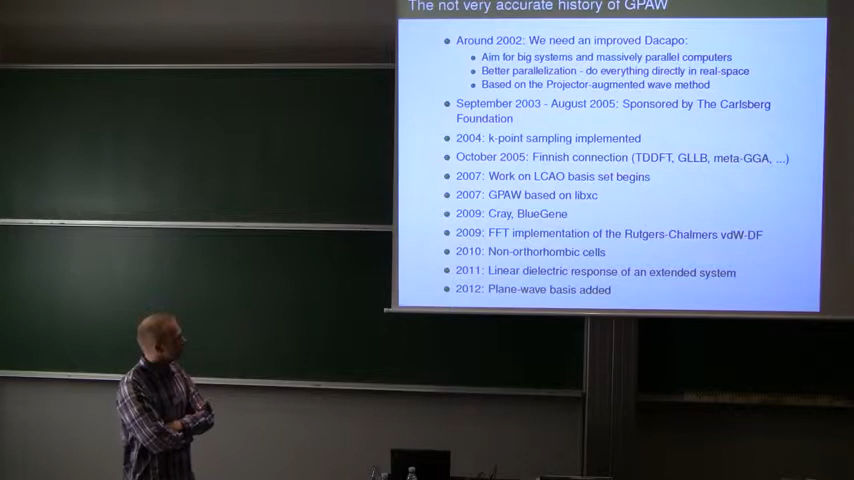 The not very accurate history of GPAW
Around 2002: We need an improved Dacapo:
Aim for big systems and massively parallel computers
Better parallelization - do everything directly in real-space
Based on the Projector-augmented wave method
September 2003 - August 2005: Sponsored by The Carlsberg
Foundation
2004: k-point sampling implemented
October 2005: Finnish connection (TDDFT, GLLB, meta-GGA, ...)
2007: Work on LCAO basis set begins
2007: GPAW based on libxc
2009: Cray, BlueGene
2009: FFT implementation of the Rutgers-Chalmers vdW-DF
2010: Non-orthorhombic cells
2011: Linear dielectric response of an extended system
2012: Plane-wave basis added